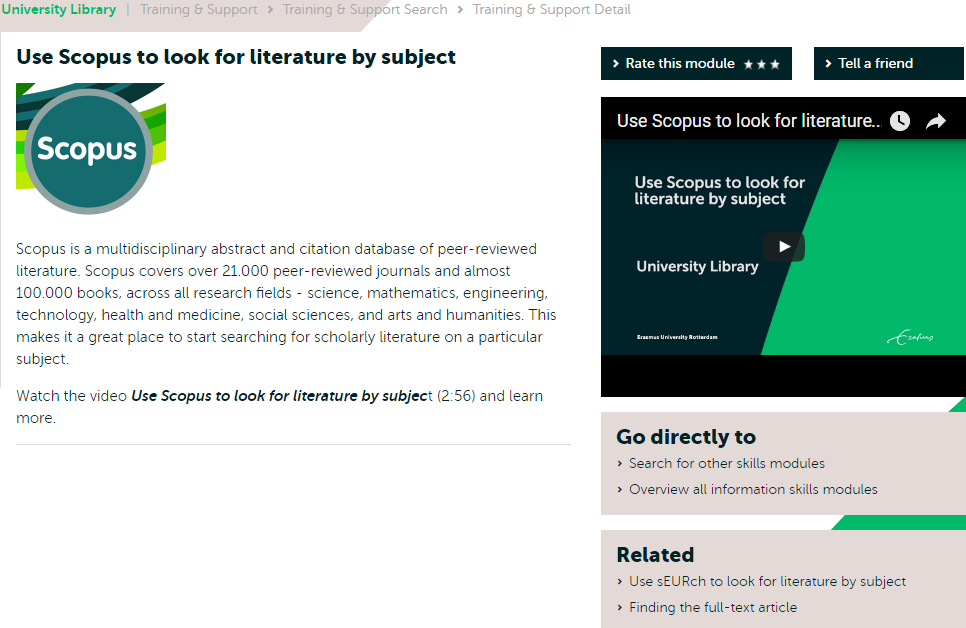 University Library | Training & Support > Training & Support Search > Training & Support Detail
Use Scopus to look for literature by subject
Scopus
Scopus is a multidisciplinary abstract and citation database of peer-reviewed
literature. Scopus covers over 21.000 peer-reviewed journals and almost
100.000 books, across all research fields - science, mathematics, engineering,
technology, health and medicine, social sciences, and arts and humanities. This
makes it a great place to start searching for scholarly literature on a particular
subject.
Watch the video Use Scopus to look for literature by subject (2:56) and learn
more.
> Rate this module ★★★
> Tell a friend
Use Scopus to look for literature...
Use Scopus to look for
literature by subject
University Library
Erasmus University Rotterdam
Erasmus
Go directly to
> Search for other skills modules
> Overview all information skills modules
Related
> Use sEURch to look for literature by subject
> Finding the full-text article